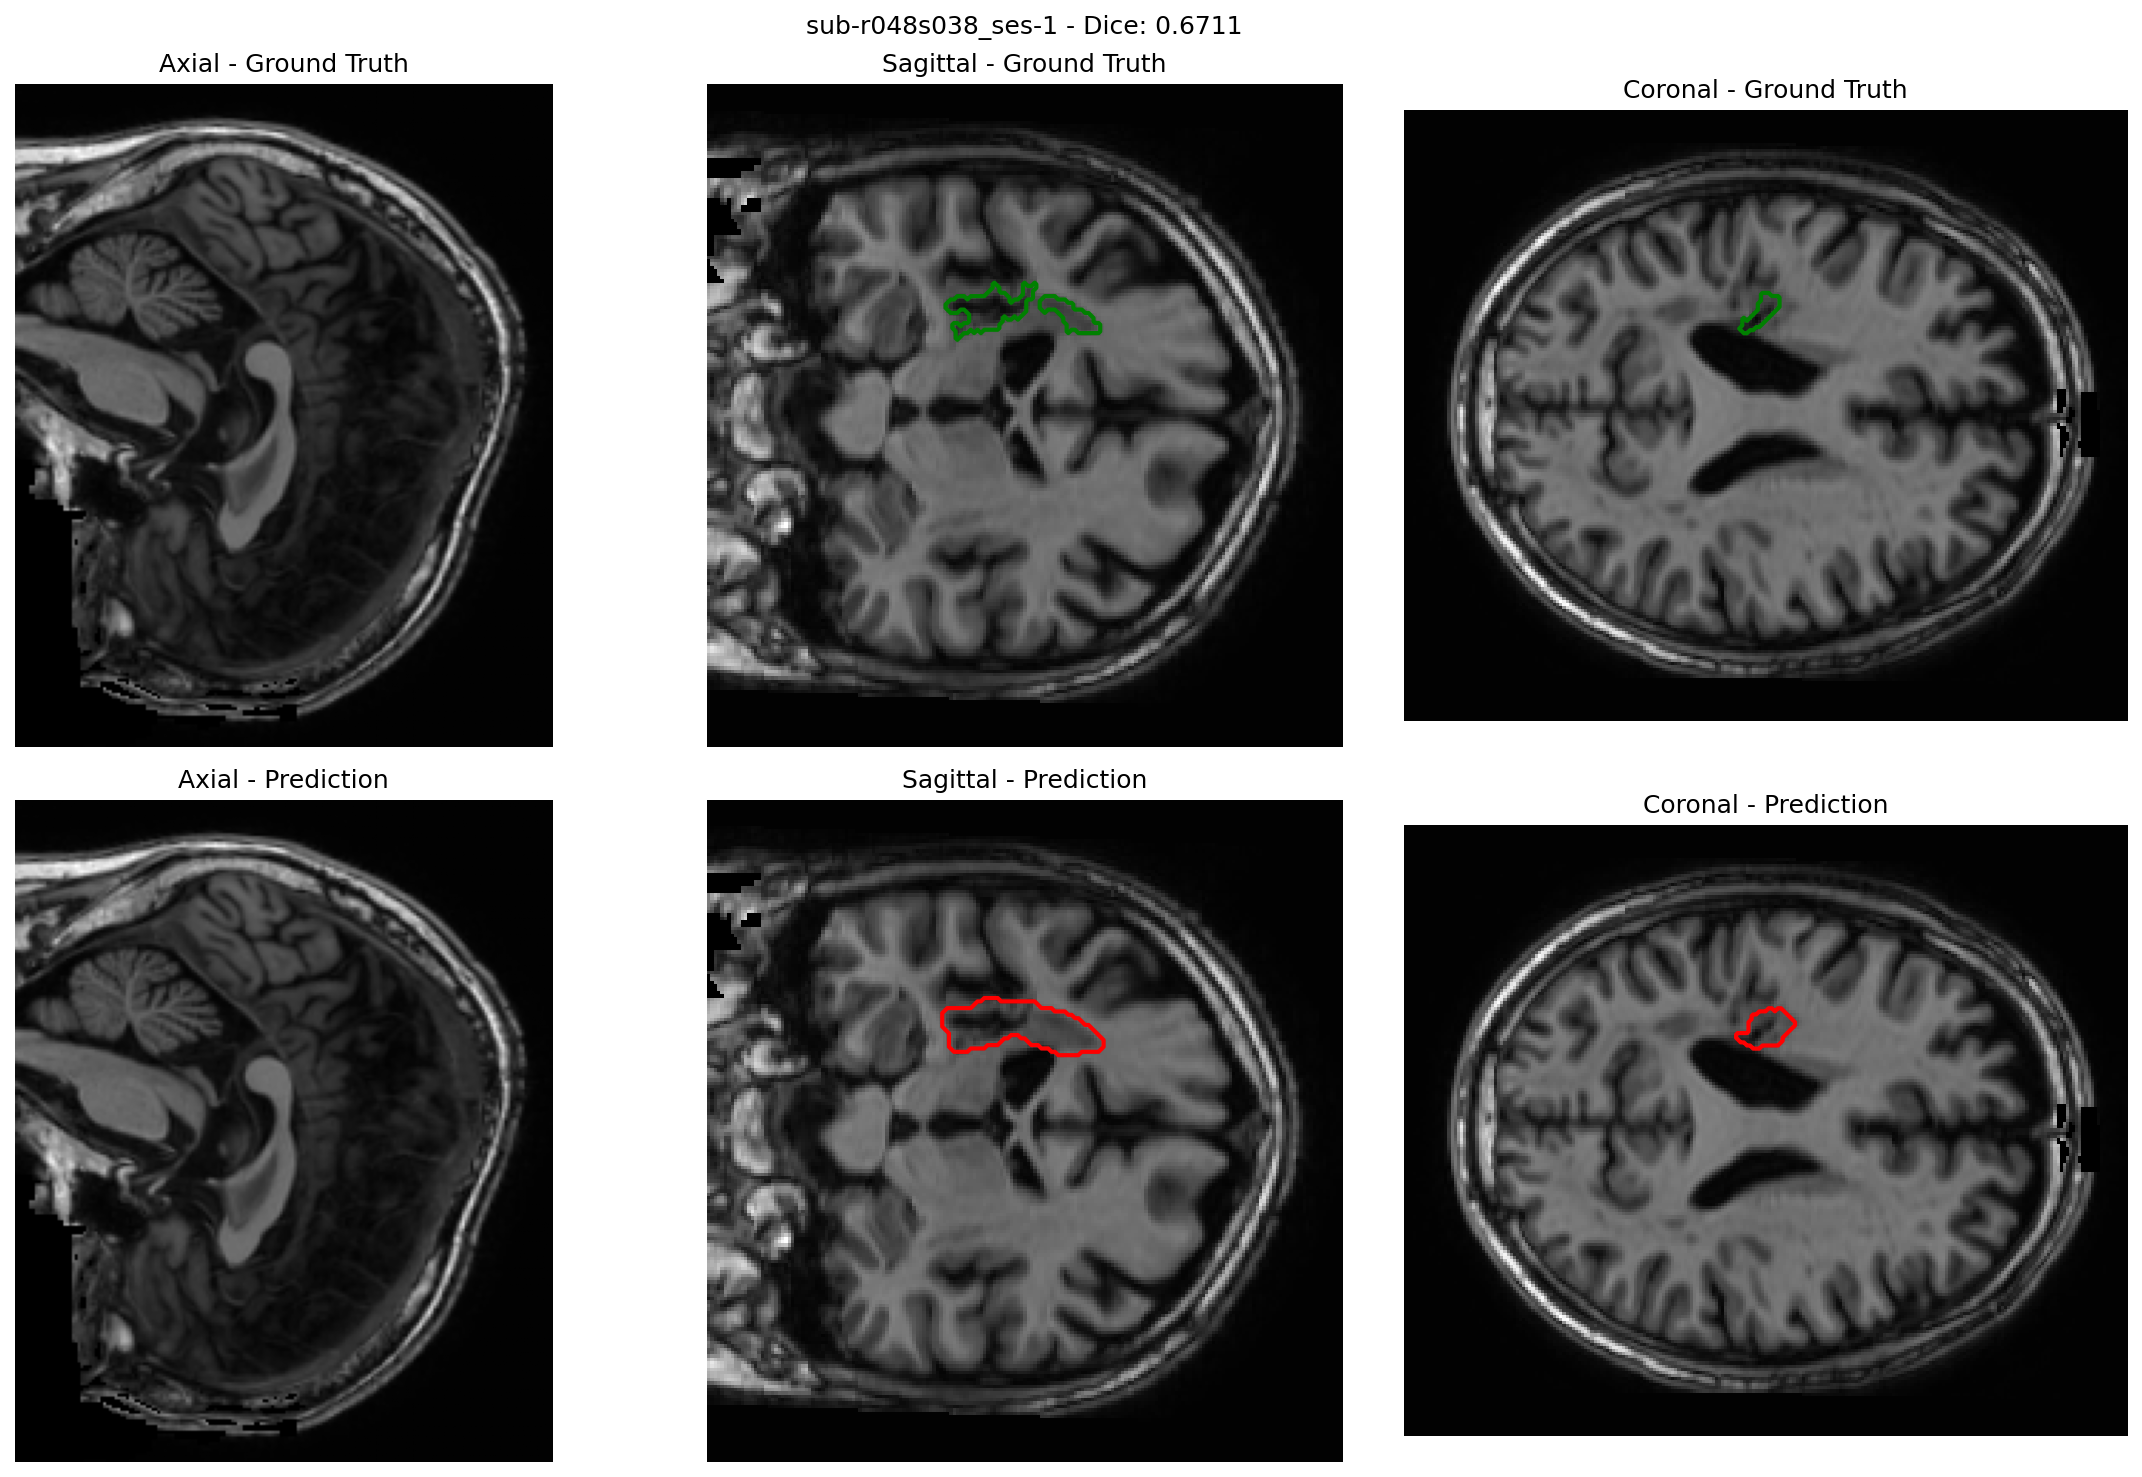 sub-r048s038_ses-1 - Dice: 0.6711
Axial - Ground Truth
Sagittal - Ground Truth
Coronal - Ground Truth
Axial - Prediction
Sagittal - Prediction
Coronal - Prediction